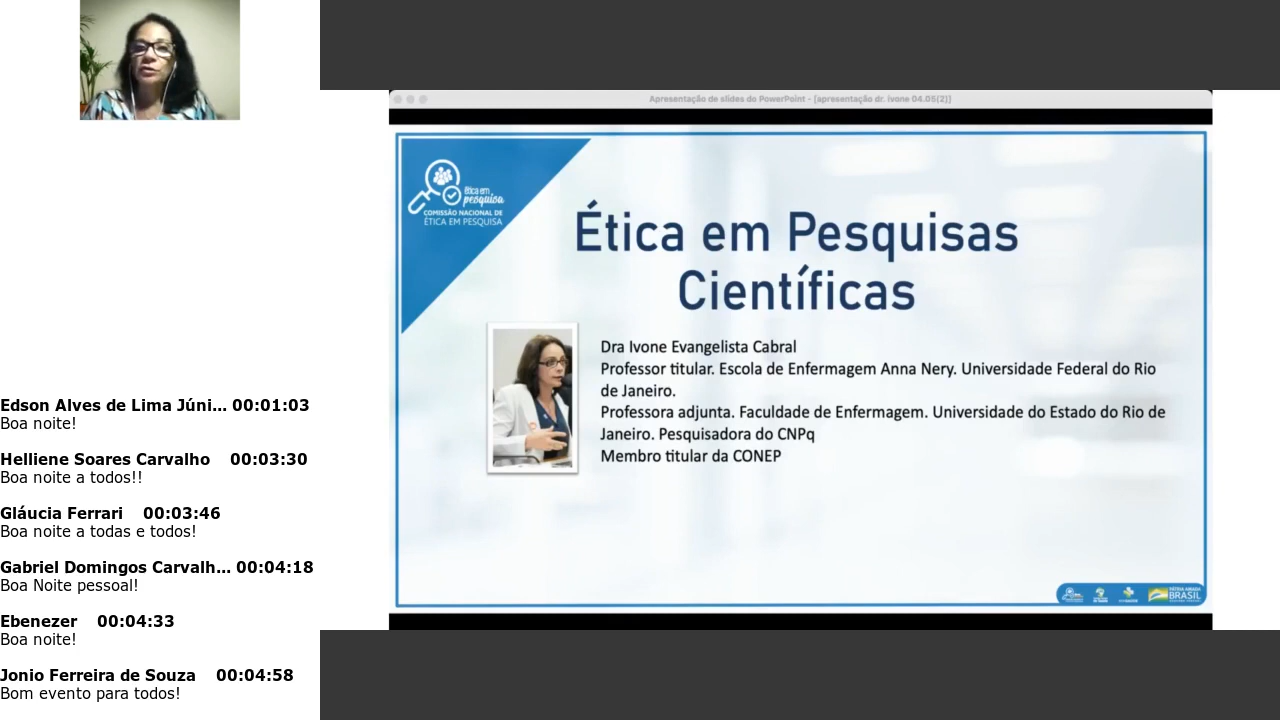 Apresentação de slides do PowerPoint - [apresentação dr. ivone 04.05(2)]
ética em
pesquisa
COMISSÃO NACIONAL DE
ÉTICA EM PESQUISA
Ética em Pesquisas
Científicas
Dra Ivone Evangelista Cabral
Professor titular. Escola de Enfermagem Anna Nery. Universidade Federal do Rio
de Janeiro.
Professora adjunta. Faculdade de Enfermagem. Universidade do Estado do Rio de
Janeiro. Pesquisadora do CNPq
Membro titular da CONEP
PÁTRIA AMADA
BRASIL
Edson Alves de Lima Júni... 00:01:03
Boa noite!
Helliene Soares Carvalho 00:03:30
Boa noite a todos!!
Gláucia Ferrari 00:03:46
Boa noite a todas e todos!
Gabriel Domingos Carvalh... 00:04:18
Boa Noite pessoal!
Ebenezer 00:04:33
Boa noite!
Jonio Ferreira de Souza 00:04:58
Bom evento para todos!